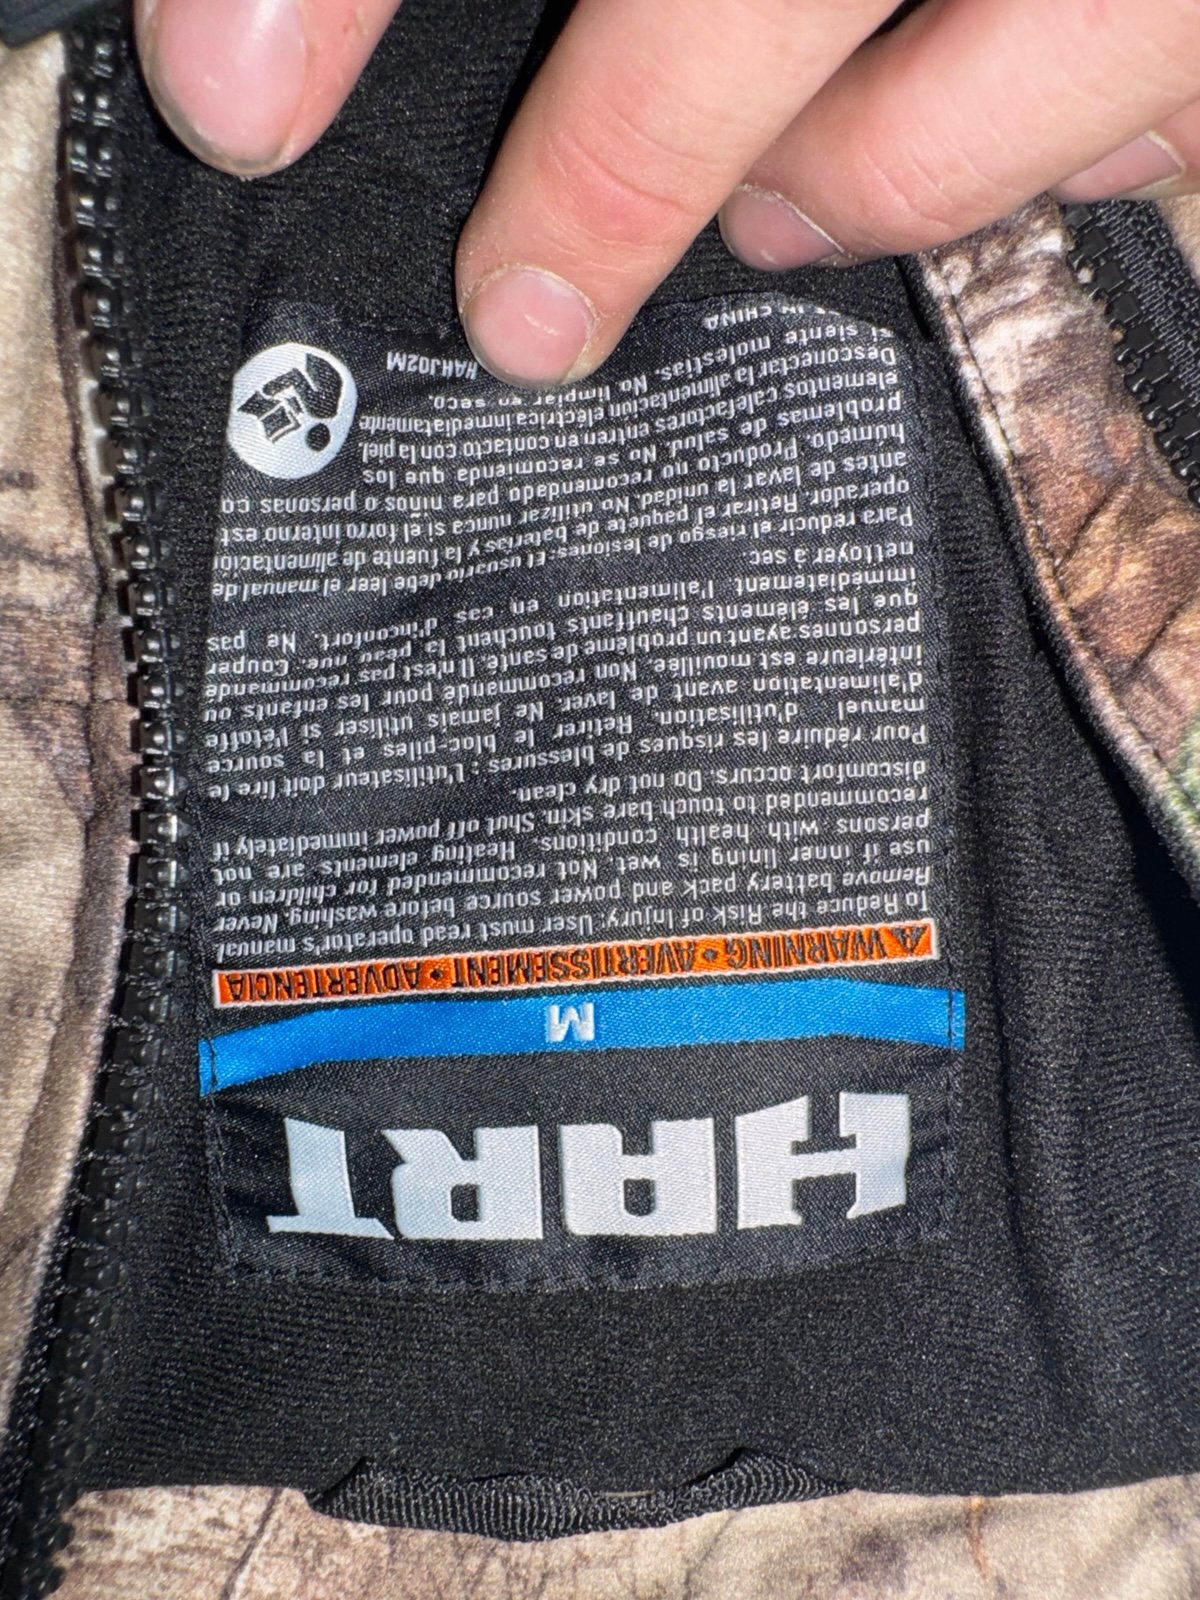 HART
M
⚠ WARNING • AVERTISSEMENT • ADVERTENCIA
To Reduce the Risk of Injury: User must read operator's manual.
Remove battery pack and power source before washing. Never
use if inner lining is wet. Not recommended for children or
persons with health conditions. Heating elements are not
recommended to touch bare skin. Shut off power immediately if
discomfort occurs. Do not dry clean.
Pour réduire les risques de blessures : L'utilisateur doit lire le
manuel d'utilisation. Retirer le bloc-piles et la source
d'alimentation avant de laver. Ne jamais utiliser si l'étoffe
intérieure est mouillée. Non recommandé pour les enfants ou
personnes ayant un problème de santé. Il n'est pas recommandé
que les éléments chauffants touchent la peau nue. Couper
immédiatement l'alimentation en cas d'inconfort. Ne pas
nettoyer à sec.
Para reducir el riesgo de lesiones: El usuario debe leer el manual de
operador. Retirar el paquete de baterías y la fuente de alimentación
antes de lavar la unidad. No utilizar nunca si el forro interno est
húmedo. Producto no recomendado para niños o personas co
problemas de salud. No se recomienda que los
elementos calefactores entren en contacto con la piel.
Desconectar la alimentación eléctrica inmediatamente
si siente molestias. No limpiar en seco.
IN CHINA HAHJ02M